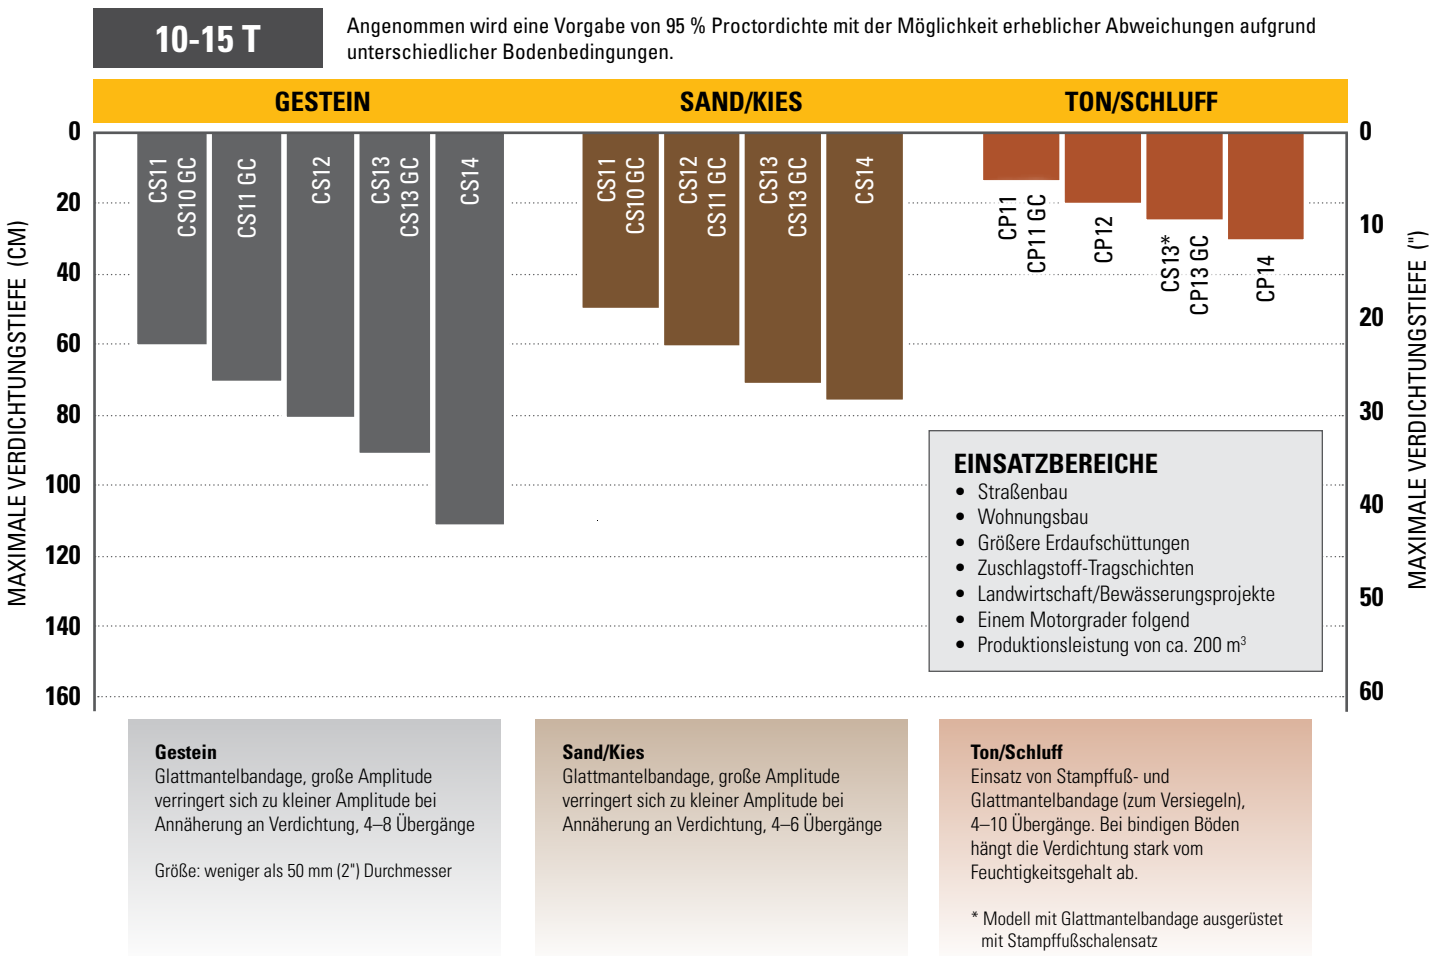 10-15 T
Angenommen wird eine Vorgabe von 95 % Proctordichte mit der Möglichkeit erheblicher Abweichungen aufgrund
unterschiedlicher Bodenbedingungen.
GESTEIN
SAND/KIES
TON/SCHLUFF
MAXIMALE VERDICHTUNGSTIEFE (CM)
0
20
40
60
80
100
120
140
160
CS11
CS10 GC
CS11 GC
CS12
CS13
CS13 GC
CS14
CS11
CS10 GC
CS12
CS11 GC
CS13
CS13 GC
CS14
CP11
CP11 GC
CP12
CS13*
CP13 GC
CP14
0
10
20
30
40
50
60
MAXIMALE VERDICHTUNGSTIEFE (")
EINSATZBEREICHE
• Straßenbau
• Wohnungsbau
• Größere Erdaufschüttungen
• Zuschlagstoff-Tragschichten
• Landwirtschaft/Bewässerungsprojekte
• Einem Motorgrader folgend
• Produktionsleistung von ca. 200 m³
Gestein
Glattmantelbandage, große Amplitude
verringert sich zu kleiner Amplitude bei
Annäherung an Verdichtung, 4–8 Übergänge
Größe: weniger als 50 mm (2") Durchmesser
Sand/Kies
Glattmantelbandage, große Amplitude
verringert sich zu kleiner Amplitude bei
Annäherung an Verdichtung, 4–6 Übergänge
Ton/Schluff
Einsatz von Stampffuß- und
Glattmantelbandage (zum Versiegeln),
4–10 Übergänge. Bei bindigen Böden
hängt die Verdichtung stark vom
Feuchtigkeitsgehalt ab.
* Modell mit Glattmantelbandage ausgerüstet
mit Stampffußschalensatz